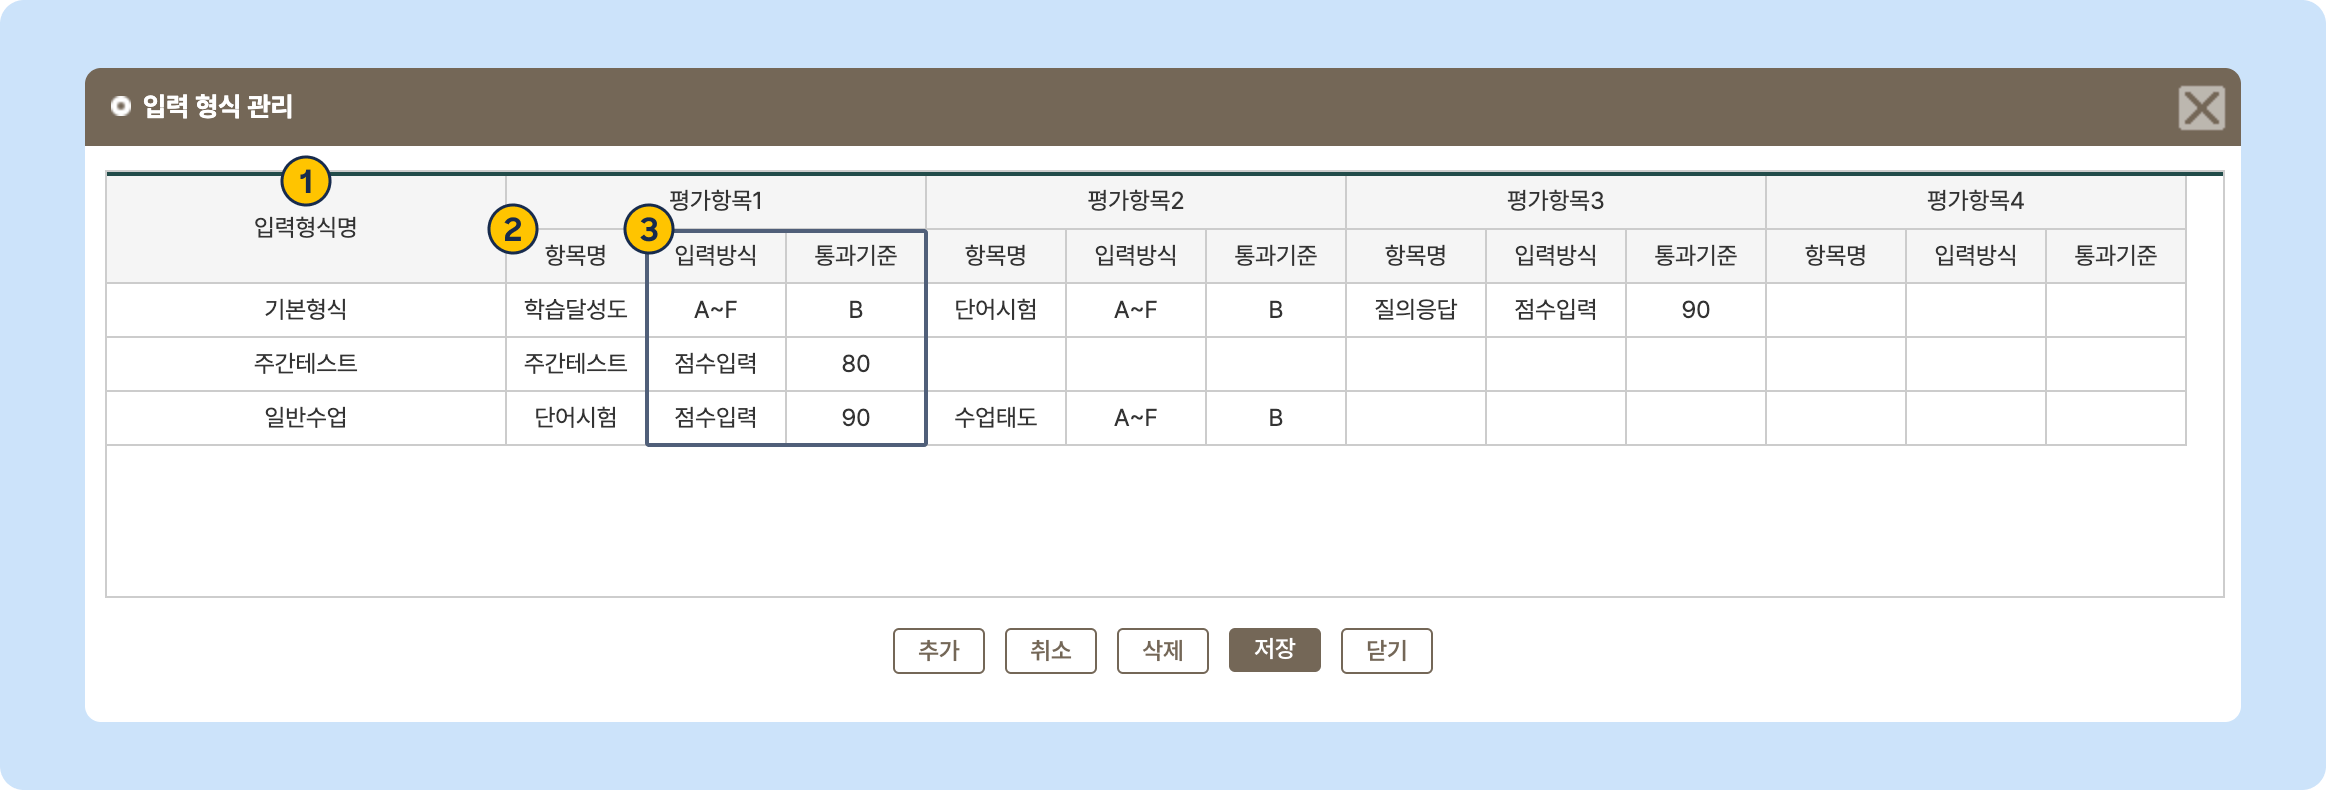 입력 형식 관리
1
입력형식명 평가항목1 평가항목2 평가항목3 평가항목4
2 3
항목명 입력방식 통과기준 항목명 입력방식 통과기준 항목명 입력방식 통과기준 항목명 입력방식 통과기준
기본형식 학습달성도 A~F B 단어시험 A~F B 질의응답 점수입력 90
주간테스트 주간테스트 점수입력 80
일반수업 단어시험 점수입력 90 수업태도 A~F B
추가 취소 삭제 저장 닫기